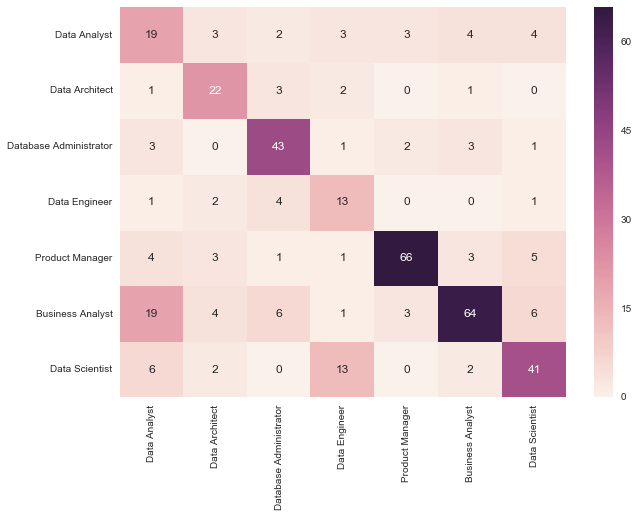 Data Analyst 19 3 2 3 3 4 4
Data Architect 1 22 3 2 0 1 0
Database Administrator 3 0 43 1 2 3 1
Data Engineer 1 2 4 13 0 0 1
Product Manager 4 3 1 1 66 3 5
Business Analyst 19 4 6 1 3 64 6
Data Scientist 6 2 0 13 0 2 41
Data Analyst
Data Architect
Database Administrator
Data Engineer
Product Manager
Business Analyst
Data Scientist
60
45
30
15
0